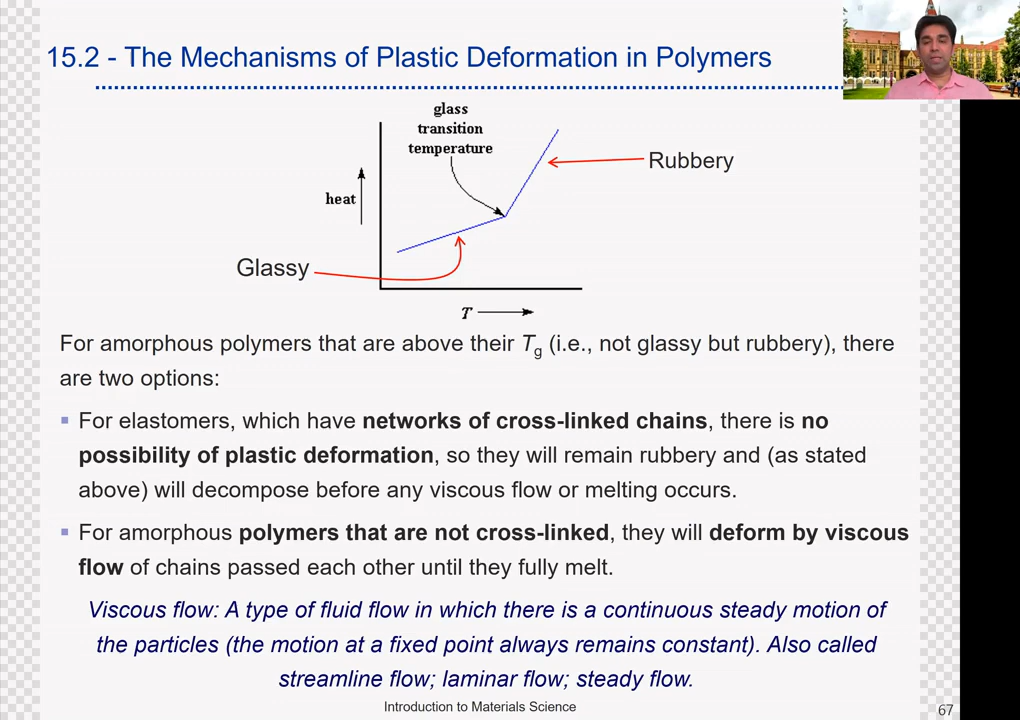 15.2 - The Mechanisms of Plastic Deformation in Polymers
glass
transition
temperature
Rubbery
heat
Glassy
T
For amorphous polymers that are above their Tg (i.e., not glassy but rubbery), there
are two options:
▪ For elastomers, which have networks of cross-linked chains, there is no
possibility of plastic deformation, so they will remain rubbery and (as stated
above) will decompose before any viscous flow or melting occurs.
▪ For amorphous polymers that are not cross-linked, they will deform by viscous
flow of chains passed each other until they fully melt.
Viscous flow: A type of fluid flow in which there is a continuous steady motion of
the particles (the motion at a fixed point always remains constant). Also called
streamline flow; laminar flow; steady flow.
Introduction to Materials Science
67